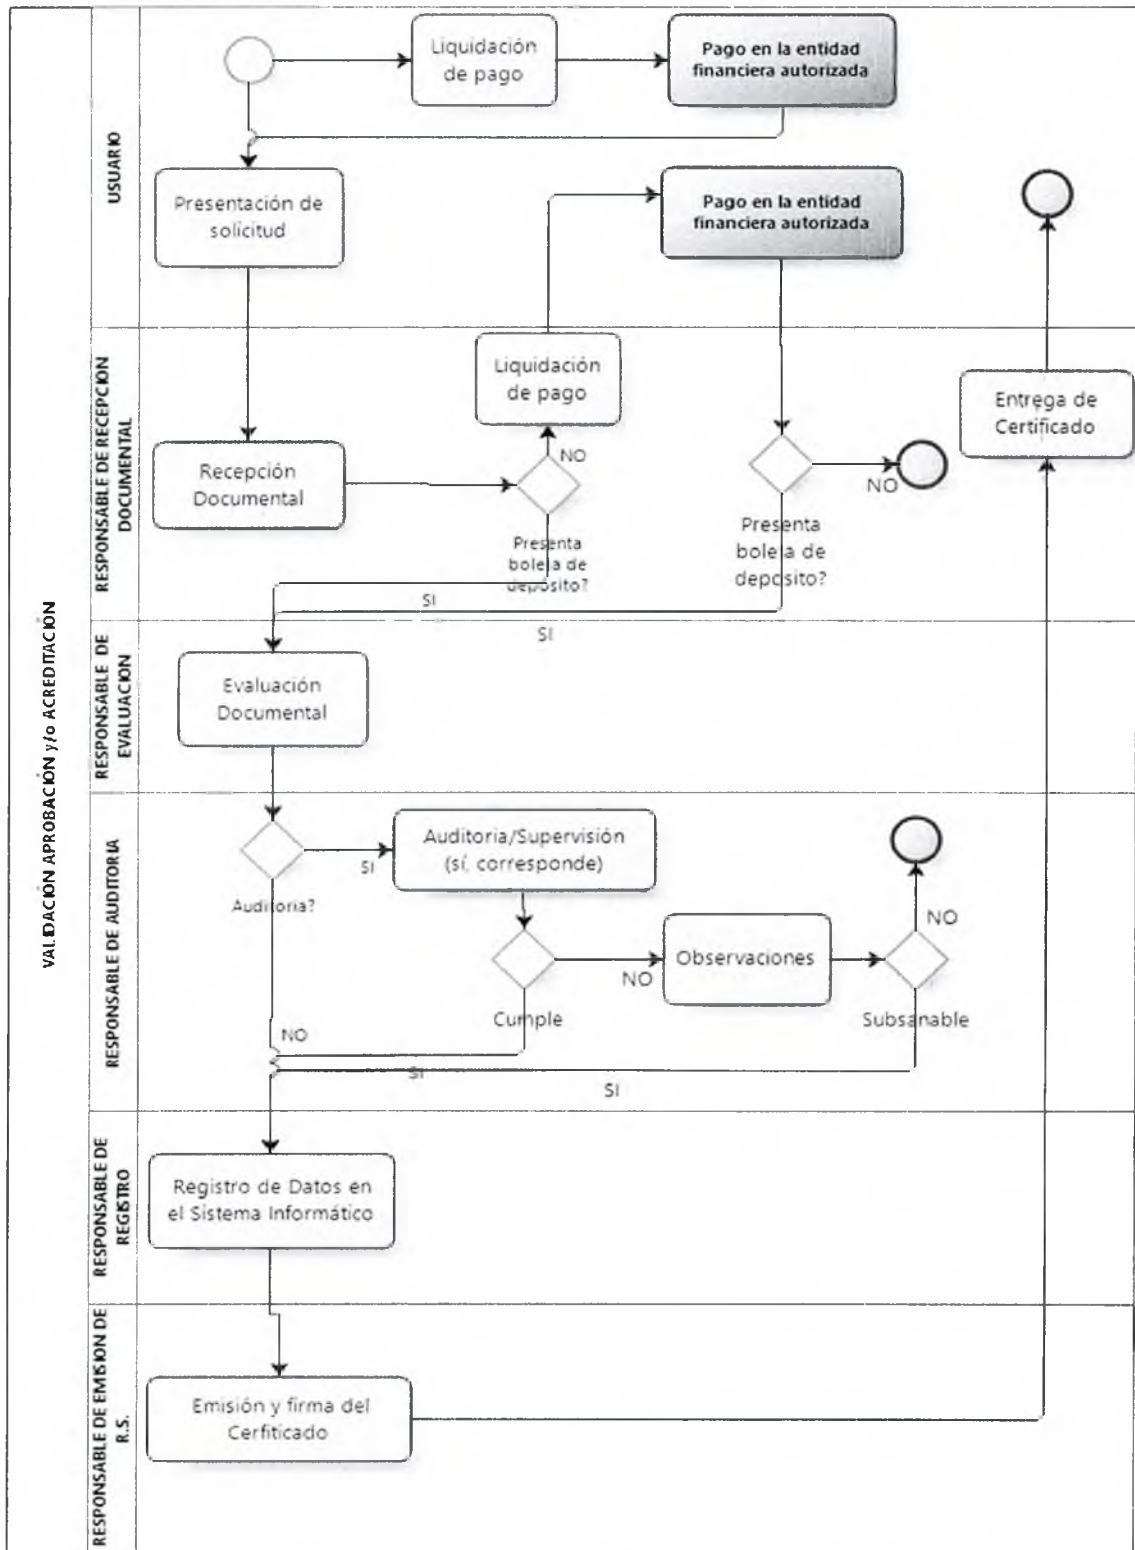 VALIDACIÓN APROBACIÓN y/o ACREDITACIÓN
USUARIO
Liquidación
de pago
Pago en la entidad
financiera autorizada
Presentación de
solicitud
Pago en la entidad
financiera autorizada
RESPONSABLE DE RECEPCION
DOCUMENTAL
Liquidación
de pago
Entrega de
Certificado
Recepción
Documental
NO
NO
Presenta
boleta de
deposito?
Presenta
boleta de
deposito?
SI
SI
RESPONSABLE DE
EVALUACION
Evaluación
Documental
RESPONSABLE DE AUDITORIA
Auditoria/Supervisión
(sí, corresponde)
SI
Auditoria?
NO
Observaciones
NO
Cumple
Subsanable
NO
SI
SI
RESPONSABLE DE
REGISTRO
Registro de Datos en
el Sistema Informático
RESPONSABLE DE EMISION DE
R.S.
Emisión y firma del
Cerfiticado